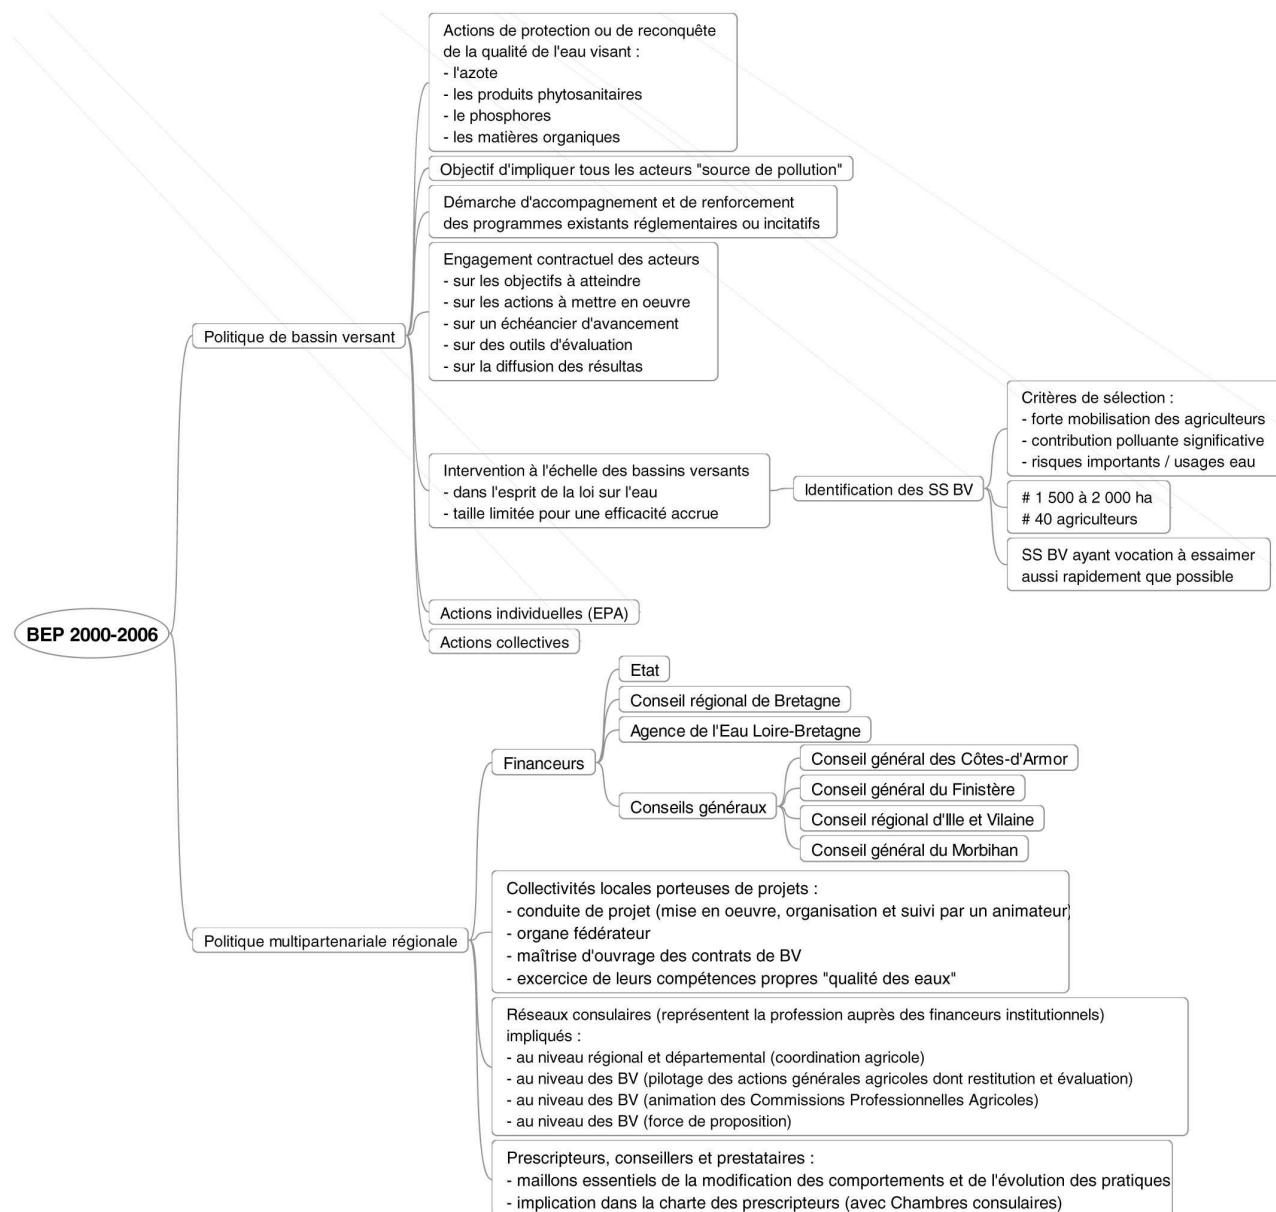 Actions de protection ou de reconquête
de la qualité de l'eau visant :
- l'azote
- les produits phytosanitaires
- le phosphores
- les matières organiques
Objectif d'impliquer tous les acteurs "source de pollution"
Démarche d'accompagnement et de renforcement
des programmes existants réglementaires ou incitatifs
Engagement contractuel des acteurs
- sur les objectifs à atteindre
- sur les actions à mettre en oeuvre
- sur un échéancier d'avancement
- sur des outils d'évaluation
- sur la diffusion des résultas
Politique de bassin versant
Critères de sélection :
- forte mobilisation des agriculteurs
- contribution polluante significative
- risques importants / usages eau
Intervention à l'échelle des bassins versants
- dans l'esprit de la loi sur l'eau
- taille limitée pour une efficacité accrue
Identification des SS BV
# 1 500 à 2 000 ha
# 40 agriculteurs
SS BV ayant vocation à essaimer
aussi rapidement que possible
Actions individuelles (EPA)
Actions collectives
BEP 2000-2006
Etat
Conseil régional de Bretagne
Agence de l'Eau Loire-Bretagne
Financeurs
Conseils généraux
Conseil général des Côtes-d'Armor
Conseil général du Finistère
Conseil régional d'Ille et Vilaine
Conseil général du Morbihan
Politique multipartenariale régionale
Collectivités locales porteuses de projets :
- conduite de projet (mise en oeuvre, organisation et suivi par un animateur)
- organe fédérateur
- maîtrise d'ouvrage des contrats de BV
- excercice de leurs compétences propres "qualité des eaux"
Réseaux consulaires (représentent la profession auprès des financeurs institutionnels)
impliqués :
- au niveau régional et départemental (coordination agricole)
- au niveau des BV (pilotage des actions générales agricoles dont restitution et évaluation)
- au niveau des BV (animation des Commissions Professionnelles Agricoles)
- au niveau des BV (force de proposition)
Prescripteurs, conseillers et prestataires :
- maillons essentiels de la modification des comportements et de l'évolution des pratiques
- implication dans la charte des prescripteurs (avec Chambres consulaires)